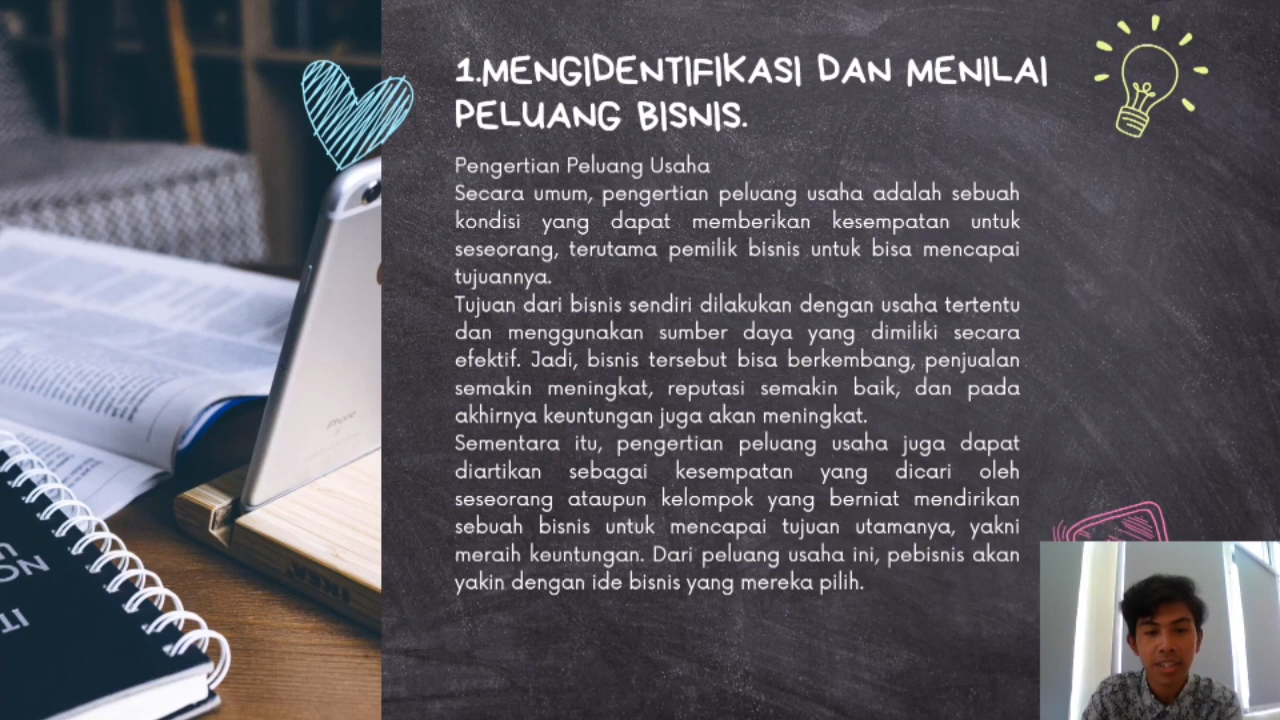 1.MENGIDENTIFIKASI DAN MENILAI
PELUANG BISNIS.
Pengertian Peluang Usaha
Secara umum, pengertian peluang usaha adalah sebuah
kondisi yang dapat memberikan kesempatan untuk
seseorang, terutama pemilik bisnis untuk bisa mencapai
tujuannya.
Tujuan dari bisnis sendiri dilakukan dengan usaha tertentu
dan menggunakan sumber daya yang dimiliki secara
efektif. Jadi, bisnis tersebut bisa berkembang, penjualan
semakin meningkat, reputasi semakin baik, dan pada
akhirnya keuntungan juga akan meningkat.
Sementara itu, pengertian peluang usaha juga dapat
diartikan sebagai kesempatan yang dicari oleh
seseorang ataupun kelompok yang berniat mendirikan
sebuah bisnis untuk mencapai tujuan utamanya, yakni
meraih keuntungan. Dari peluang usaha ini, pebisnis akan
yakin dengan ide bisnis yang mereka pilih.
iPhone
IKEA